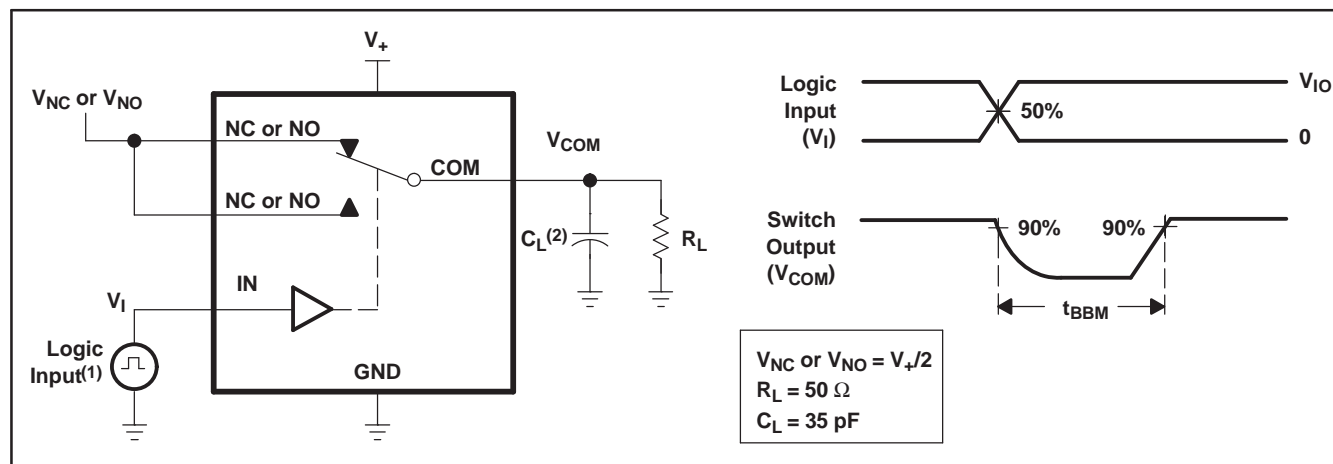 V+
VNC or VNO
NC or NO
VCOM
COM
NC or NO
CL(2)
RL
IN
VI
Logic
Input(1)
GND
Logic
Input
(VI)
50%
VIO
0
Switch
Output
(VCOM)
90%
90%
tBBM
VNC or VNO = V+/2
RL = 50 Ω
CL = 35 pF